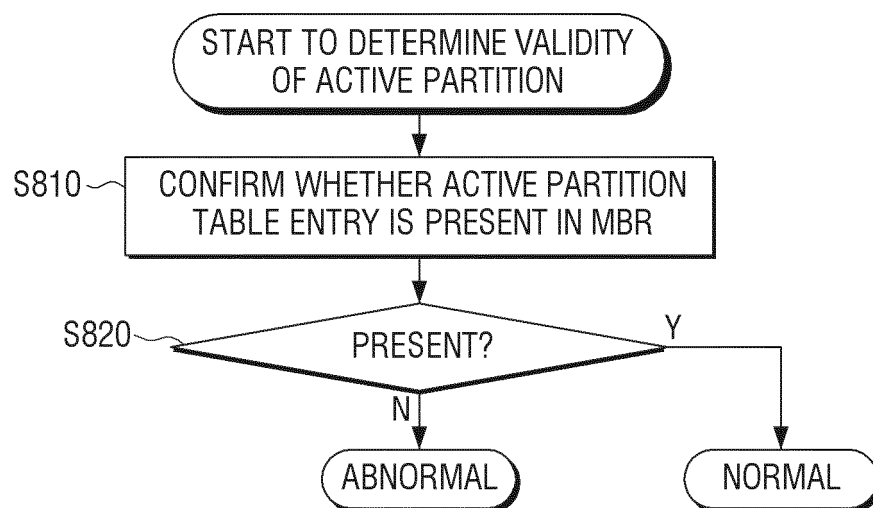 START TO DETERMINE VALIDITY
OF ACTIVE PARTITION
S810
CONFIRM WHETHER ACTIVE PARTITION
TABLE ENTRY IS PRESENT IN MBR
S820
PRESENT?
Y
N
ABNORMAL
NORMAL